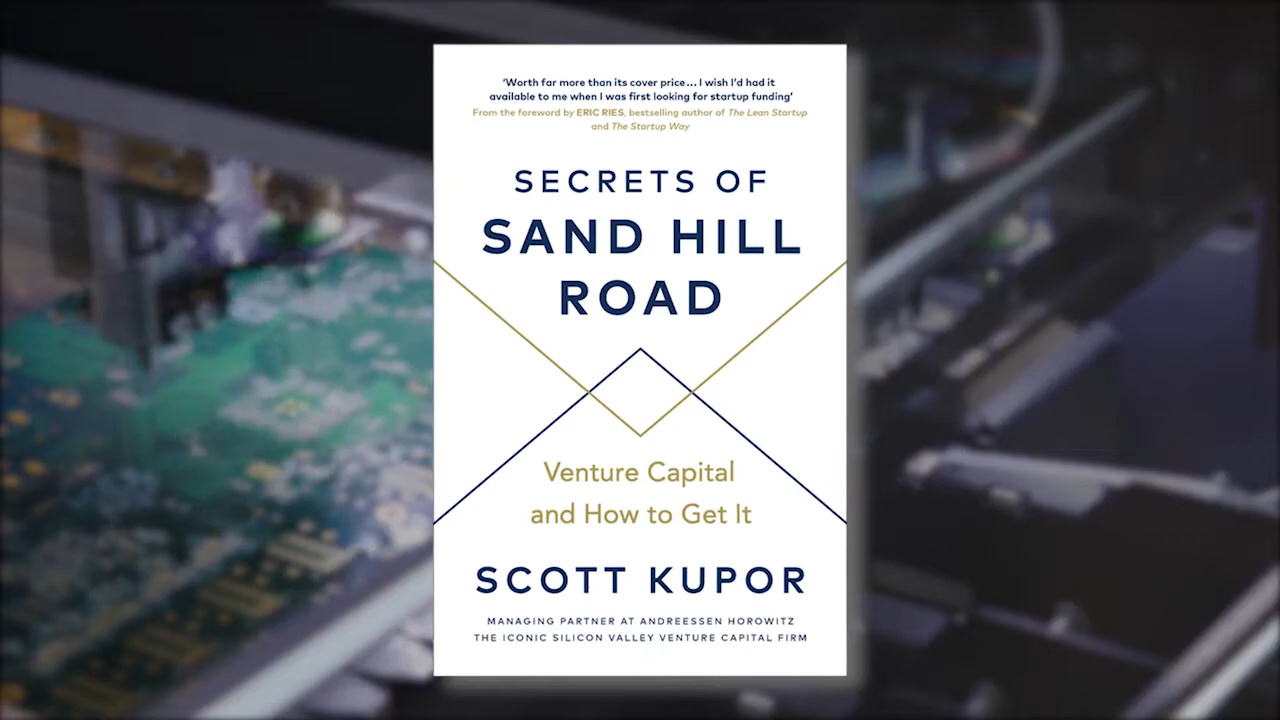 ‘Worth far more than its cover price... I wish I’d had it
available to me when I was first looking for startup funding’
From the foreword by ERIC RIES, bestselling author of The Lean Startup
and The Startup Way
SECRETS OF
SAND HILL
ROAD
Venture Capital
and How to Get It
SCOTT KUPOR
MANAGING PARTNER AT ANDREESSEN HOROWITZ
THE ICONIC SILICON VALLEY VENTURE CAPITAL FIRM